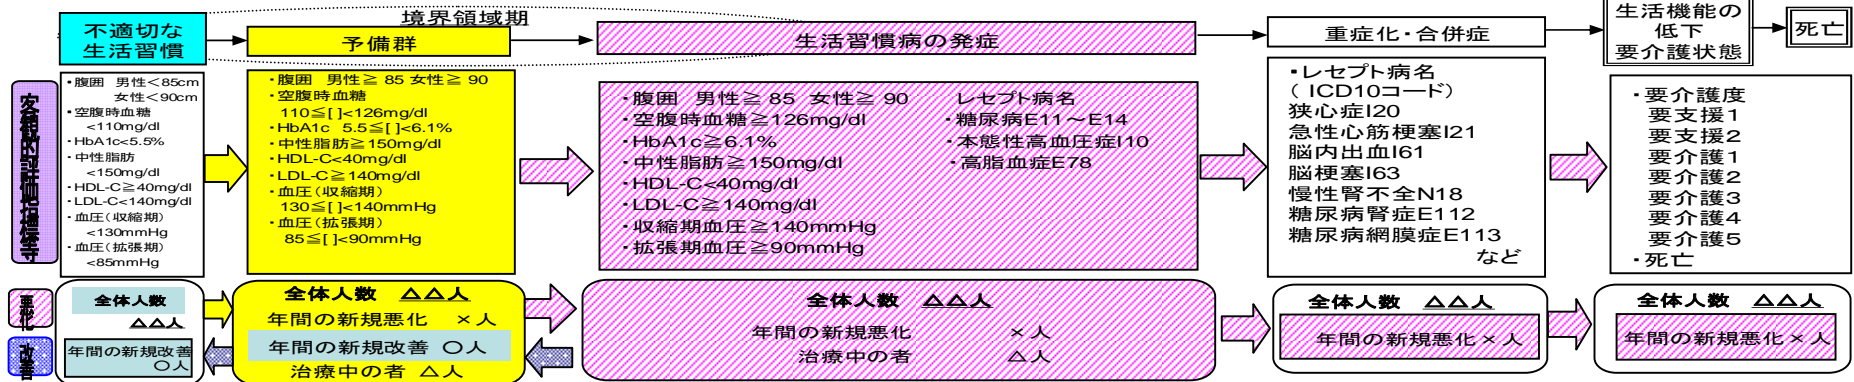 境界領域期
不適切な
生活習慣
予備群
生活習慣病の発症
重症化・合併症
生活機能の
低下
要介護状態
死亡
客観的評価指標等
・腹囲 男性<85cm
女性<90cm
・空腹時血糖
<110mg/dl
・HbA1c<5.5%
・中性脂肪
<150mg/dl
・HDL-C≧40mg/dl
・LDL-C<140mg/dl
・血圧(収縮期)
<130mmHg
・血圧(拡張期)
<85mmHg
・腹囲 男性≧85 女性≧90
・空腹時血糖
110≦[ ]<126mg/dl
・HbA1c 5.5≦[ ]<6.1%
・中性脂肪≧150mg/dl
・HDL-C<40mg/dl
・LDL-C≧140mg/dl
・血圧(収縮期)
130≦[ ]<140mmHg
・血圧(拡張期)
85≦[ ]<90mmHg
・腹囲 男性≧85 女性≧90
・空腹時血糖≧126mg/dl
・HbA1c≧6.1%
・中性脂肪≧150mg/dl
・HDL-C<40mg/dl
・LDL-C≧140mg/dl
・収縮期血圧≧140mmHg
・拡張期血圧≧90mmHg
レセプト病名
・糖尿病E11~E14
・本態性高血圧症I10
・高脂血症E78
・レセプト病名
(ICD10コード)
狭心症I20
急性心筋梗塞I21
脳内出血I61
脳梗塞I63
慢性腎不全N18
糖尿病腎症E112
糖尿病網膜症E113
など
・要介護度
要支援1
要支援2
要介護1
要介護2
要介護3
要介護4
要介護5
・死亡
悪化
改善
全体人数
△△人
年間の新規改善
〇人
全体人数 △△人
年間の新規悪化 ×人
年間の新規改善 〇人
治療中の者 △人
全体人数 △△人
年間の新規悪化 ×人
治療中の者 △人
全体人数 △△人
年間の新規悪化×人
全体人数 △△人
年間の新規悪化×人